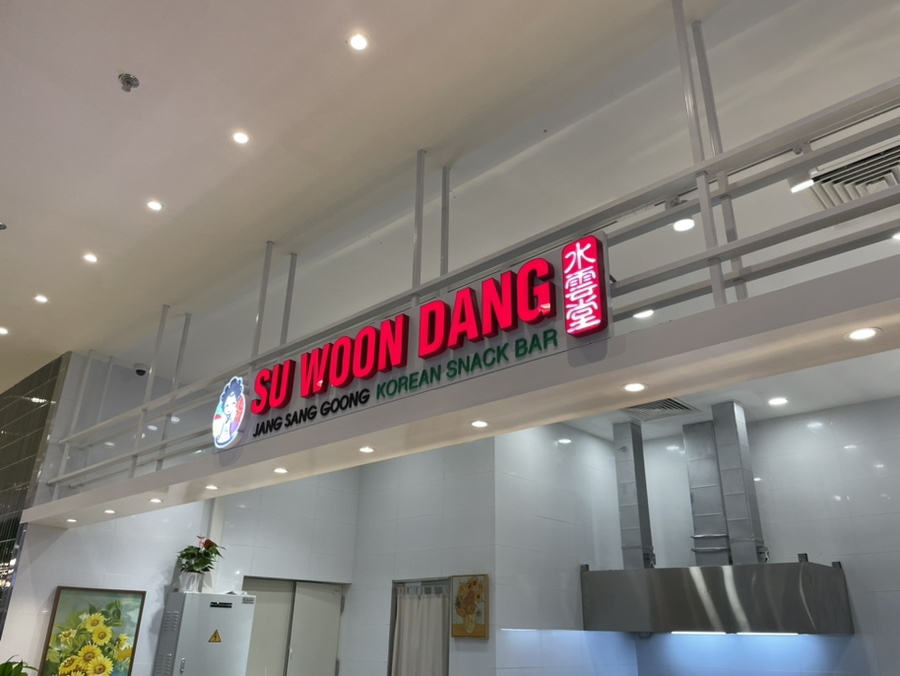 SU WOON DANG
水雲堂
JANG SANG GOONG KOREAN SNACK BAR